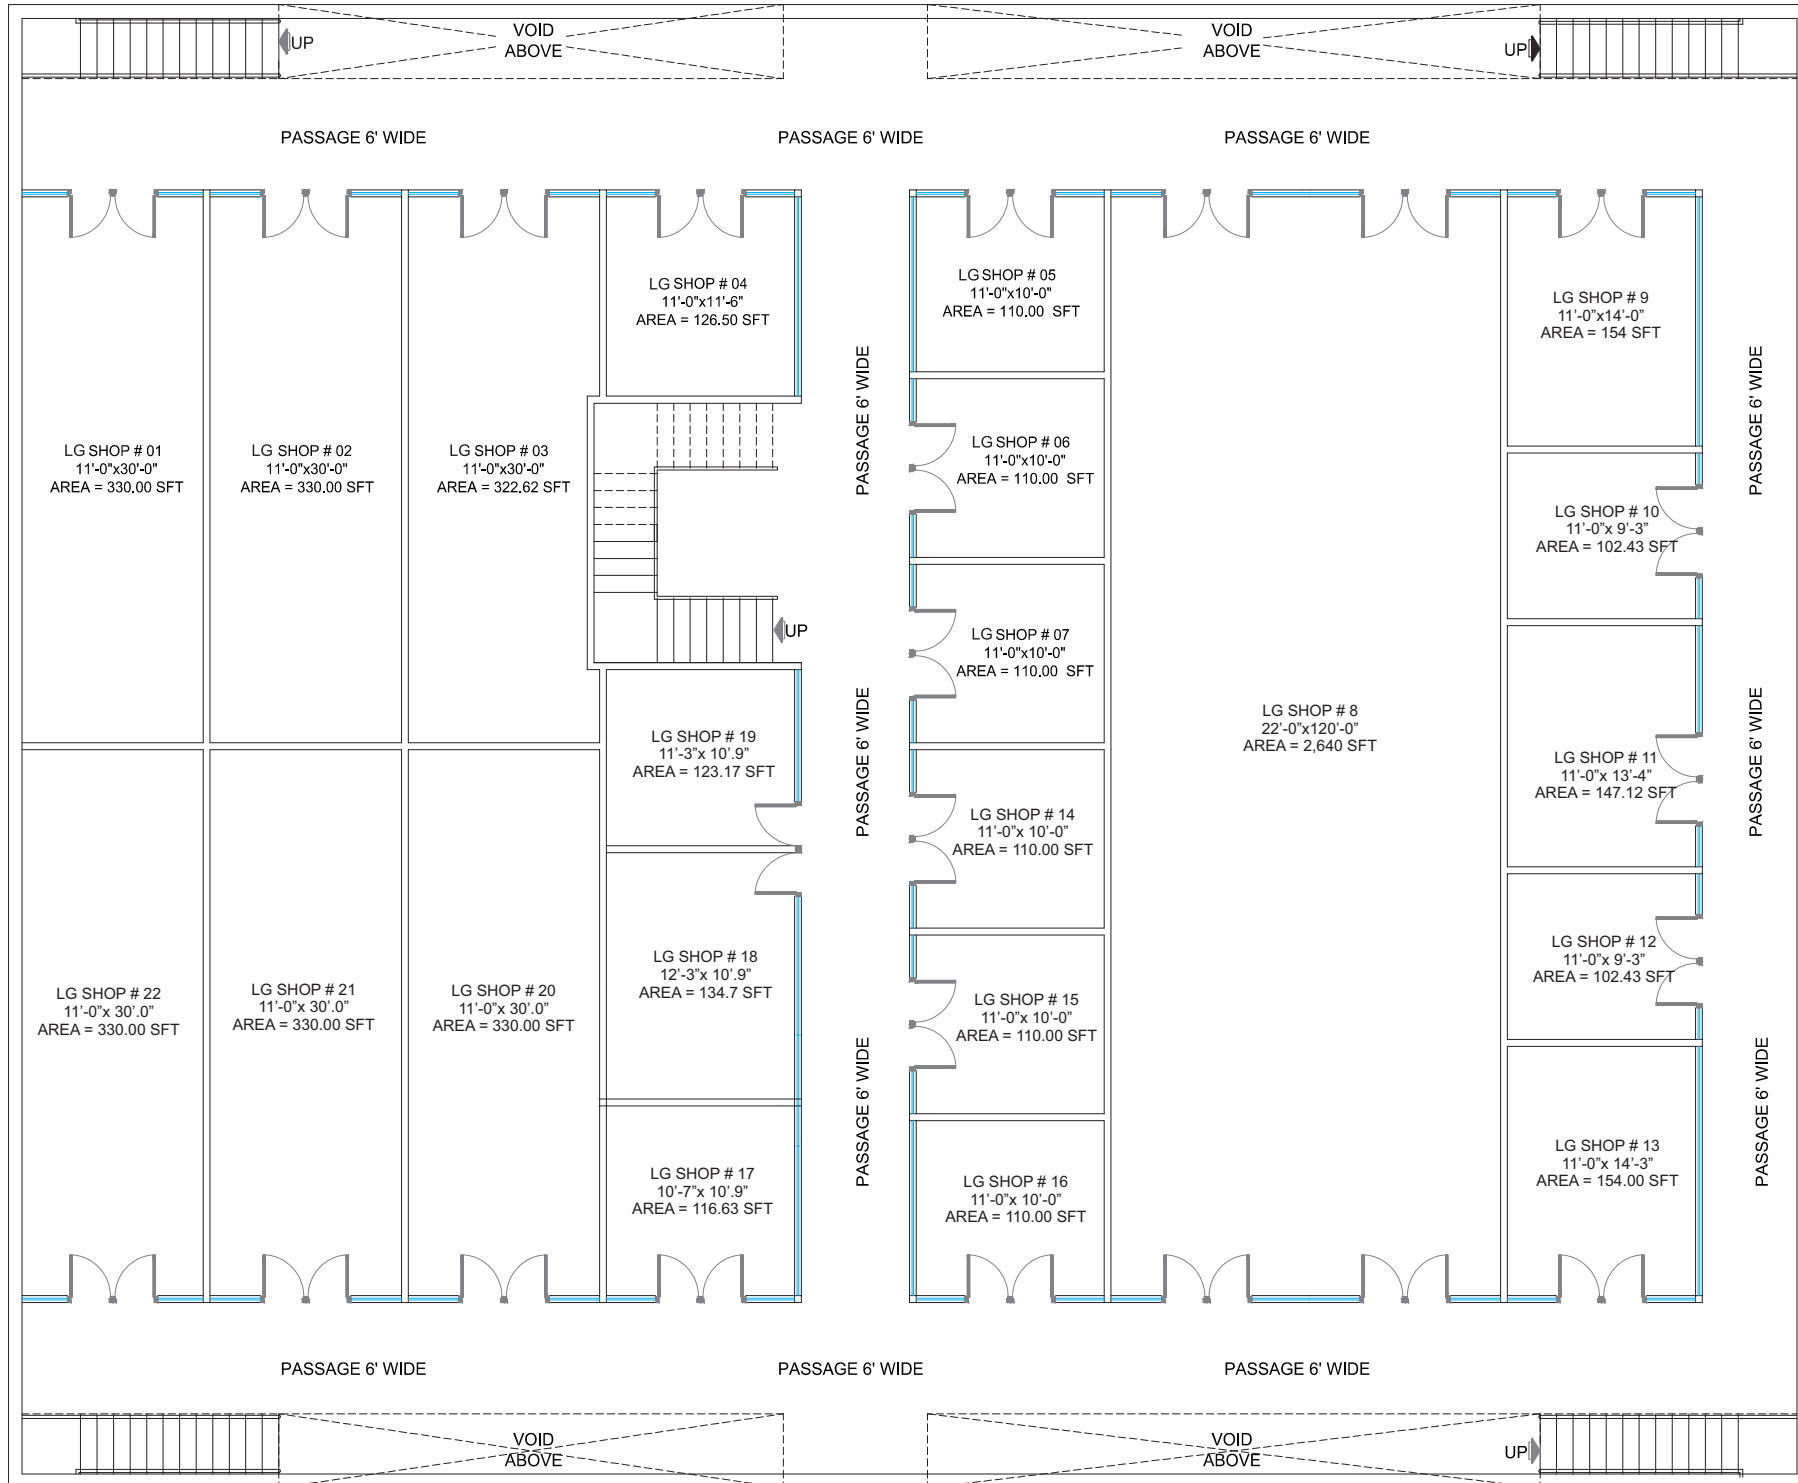 VOID
ABOVE
UP
VOID
ABOVE
UP
PASSAGE 6' WIDE
PASSAGE 6' WIDE
PASSAGE 6' WIDE
LG SHOP # 01
11'-0"x30'-0"
AREA = 330.00 SFT
LG SHOP # 02
11'-0"x30'-0"
AREA = 330.00 SFT
LG SHOP # 03
11'-0"x30'-0"
AREA = 322.62 SFT
LG SHOP # 04
11'-0"x11'-6"
AREA = 126.50 SFT
UP
PASSAGE 6' WIDE
PASSAGE 6' WIDE
PASSAGE 6' WIDE
LG SHOP # 05
11'-0"x10'-0"
AREA = 110.00 SFT
LG SHOP # 06
11'-0"x10'-0"
AREA = 110.00 SFT
LG SHOP # 07
11'-0"x10'-0"
AREA = 110.00 SFT
LG SHOP # 8
22'-0”x120'-0”
AREA = 2,640 SFT
LG SHOP # 9
11'-0”x14'-0”
AREA = 154 SFT
LG SHOP # 10
11'-0”x 9'-3”
AREA = 102.43 SFT
LG SHOP # 11
11'-0”x 13'-4”
AREA = 147.12 SFT
LG SHOP # 12
11'-0”x 9'-3”
AREA = 102.43 SFT
LG SHOP # 13
11'-0”x 14'-3”
AREA = 154.00 SFT
PASSAGE 6' WIDE
PASSAGE 6' WIDE
PASSAGE 6' WIDE
LG SHOP # 14
11'-0”x 10'-0”
AREA = 110.00 SFT
LG SHOP # 15
11'-0”x 10'-0”
AREA = 110.00 SFT
LG SHOP # 16
11'-0”x 10'-0”
AREA = 110.00 SFT
LG SHOP # 19
11'-3”x 10'.9”
AREA = 123.17 SFT
LG SHOP # 18
12'-3”x 10'.9”
AREA = 134.7 SFT
LG SHOP # 17
10'-7”x 10'.9”
AREA = 116.63 SFT
LG SHOP # 22
11'-0”x 30'.0”
AREA = 330.00 SFT
LG SHOP # 21
11'-0”x 30'.0”
AREA = 330.00 SFT
LG SHOP # 20
11'-0”x 30'.0”
AREA = 330.00 SFT
PASSAGE 6' WIDE
PASSAGE 6' WIDE
PASSAGE 6' WIDE
VOID
ABOVE
VOID
ABOVE
UP